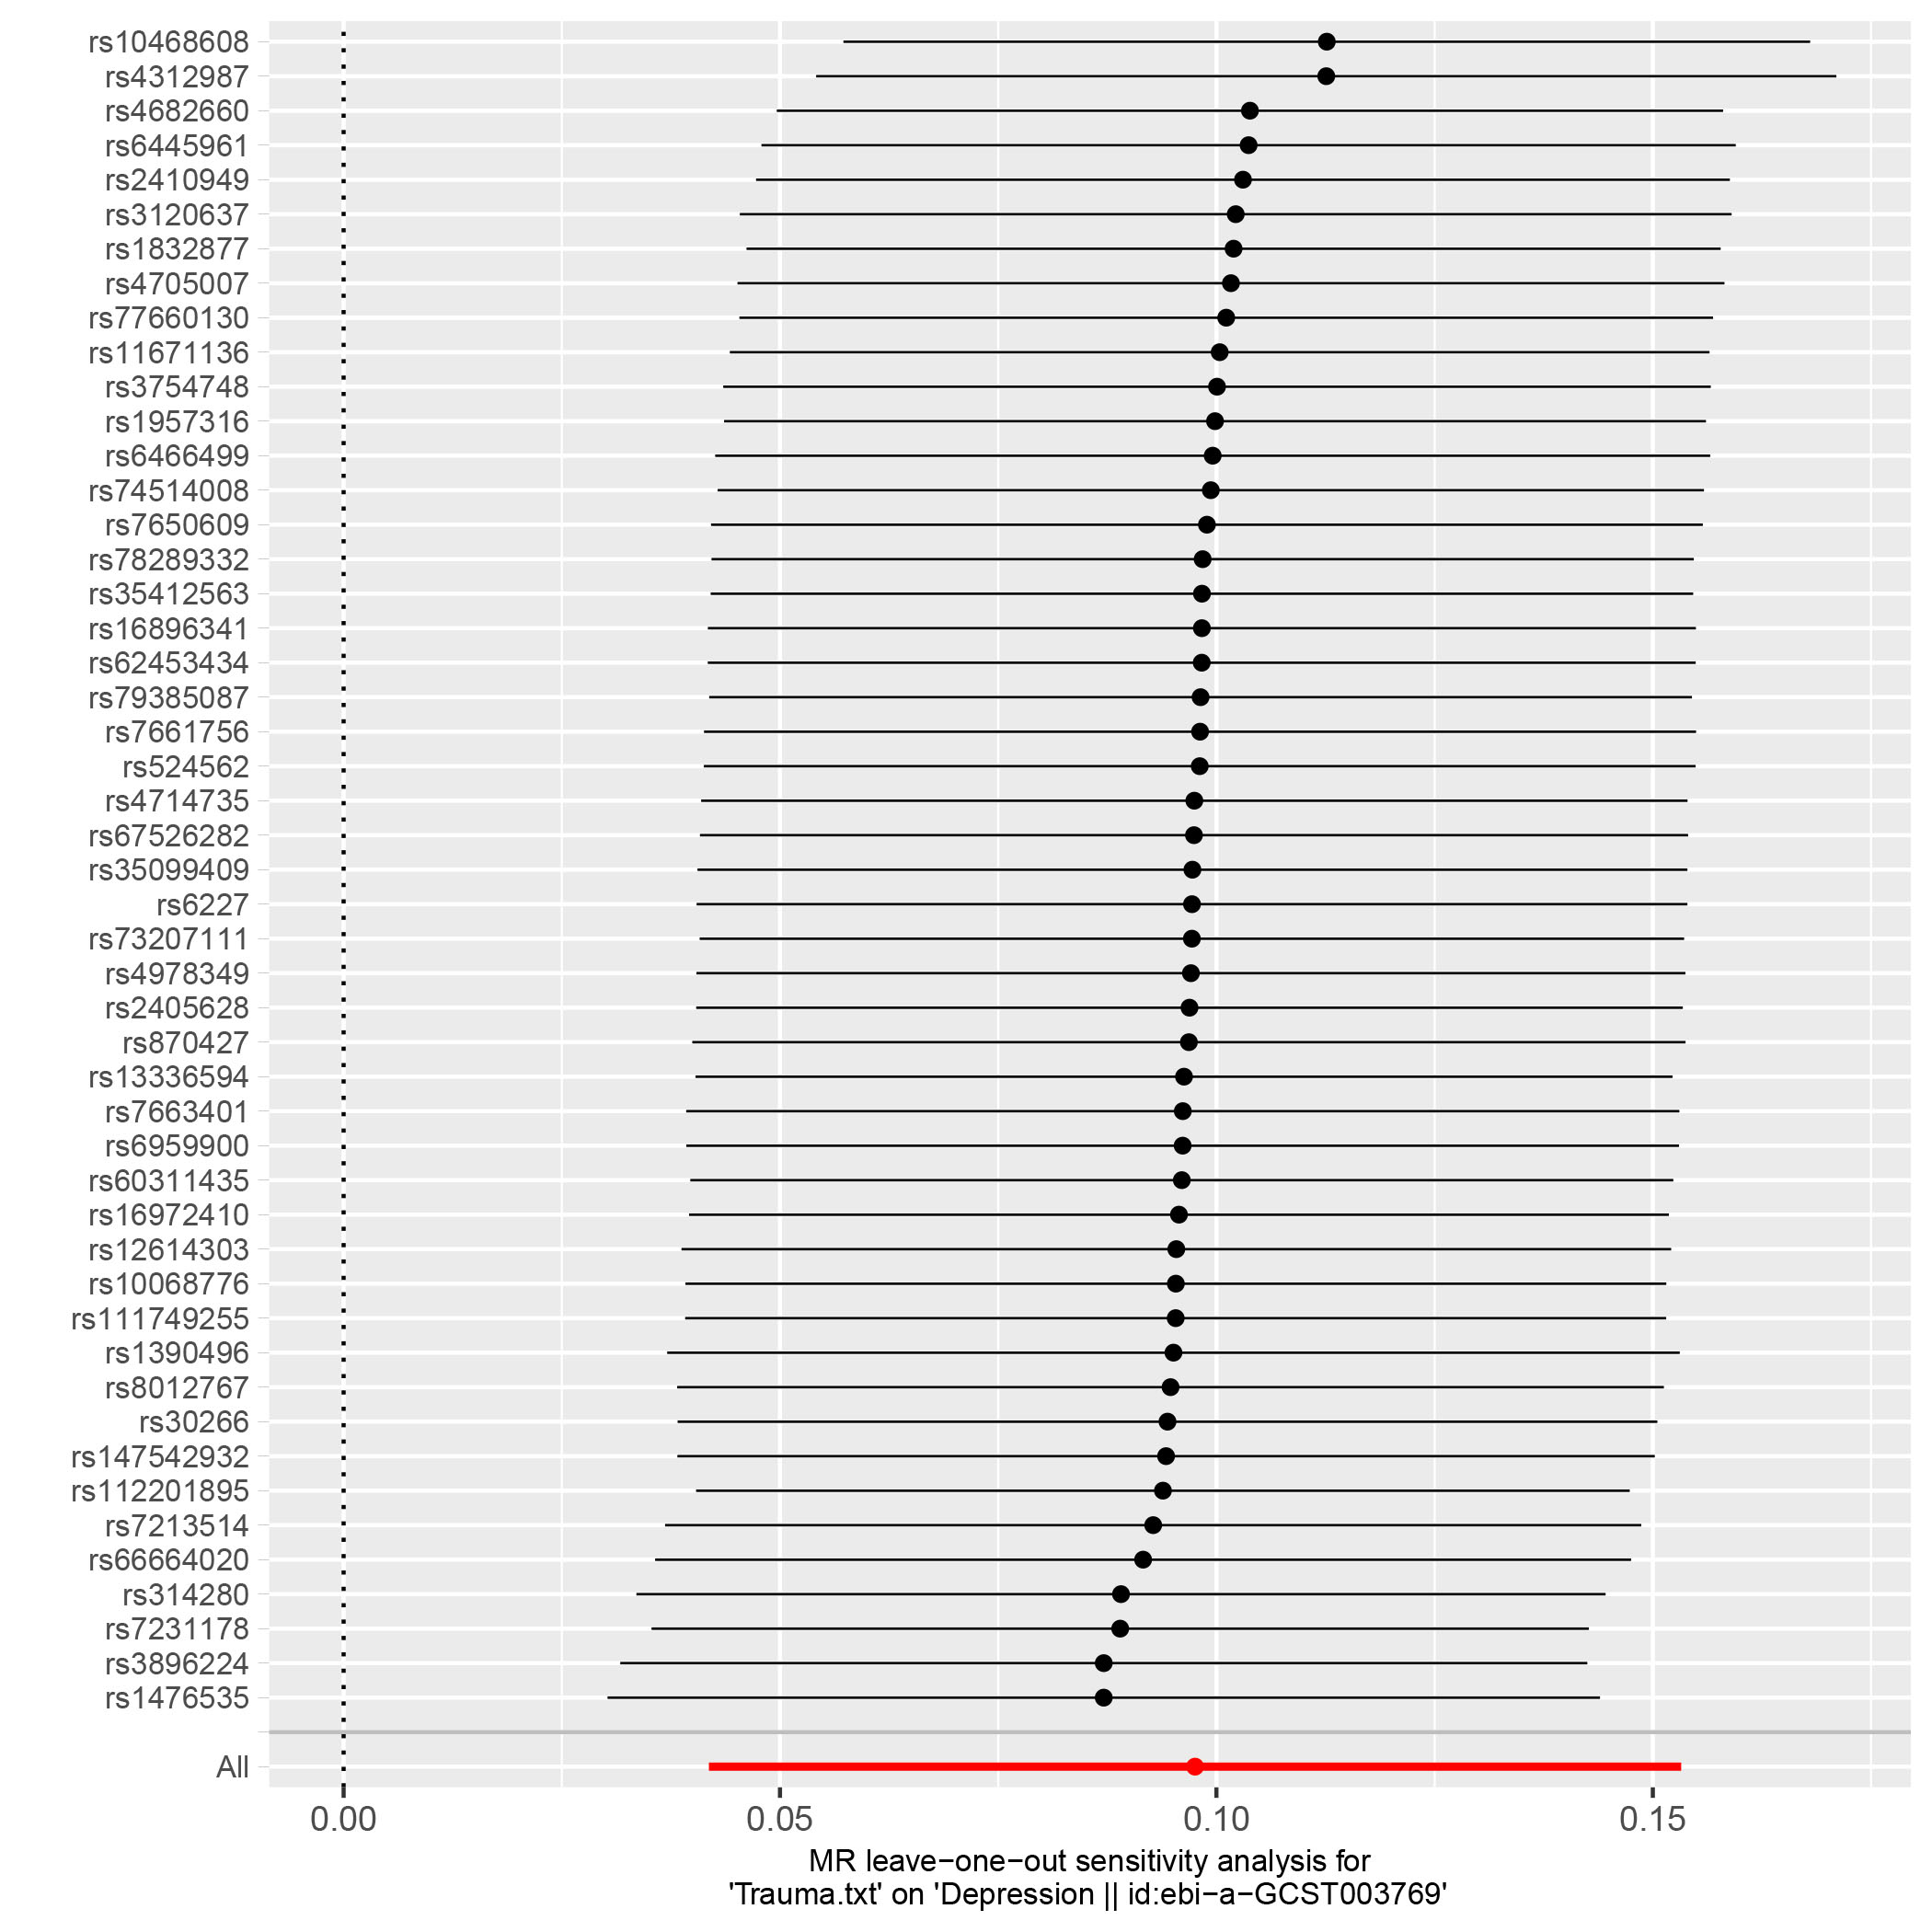 rs10468608
rs4312987
rs4682660
rs6445961
rs2410949
rs3120637
rs1832877
rs4705007
rs77660130
rs11671136
rs3754748
rs1957316
rs6466499
rs74514008
rs7650609
rs78289332
rs35412563
rs16896341
rs62453434
rs79385087
rs7661756
rs524562
rs4714735
rs67526282
rs35099409
rs6227
rs73207111
rs4978349
rs2405628
rs870427
rs13336594
rs7663401
rs6959900
rs60311435
rs16972410
rs12614303
rs10068776
rs111749255
rs1390496
rs8012767
rs30266
rs147542932
rs112201895
rs7213514
rs66664020
rs314280
rs7231178
rs3896224
rs1476535
All
0.00 0.05 0.10 0.15
MR leave−one−out sensitivity analysis for
'Trauma.txt' on 'Depression || id:ebi−a−GCST003769'